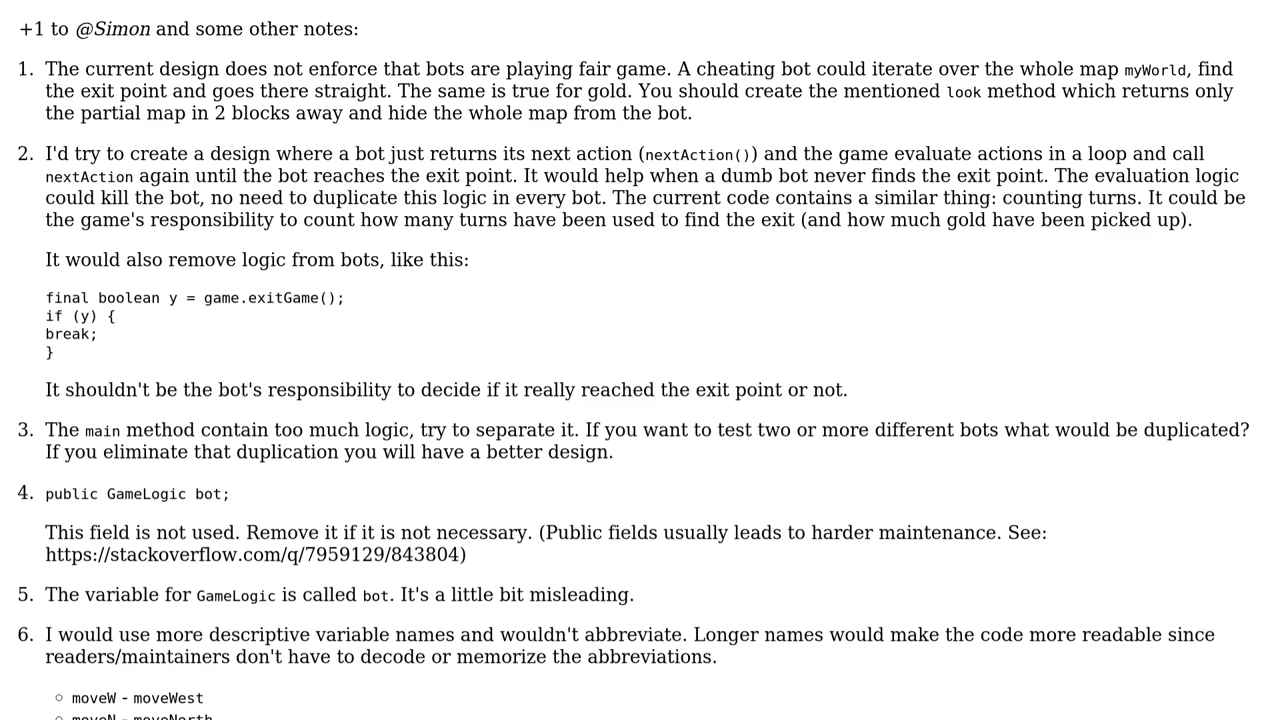 +1 to @Simon and some other notes:
1. The current design does not enforce that bots are playing fair game. A cheating bot could iterate over the whole map myWorld, find
the exit point and goes there straight. The same is true for gold. You should create the mentioned look method which returns only
the partial map in 2 blocks away and hide the whole map from the bot.
2. I'd try to create a design where a bot just returns its next action (nextAction()) and the game evaluate actions in a loop and call
nextAction again until the bot reaches the exit point. It would help when a dumb bot never finds the exit point. The evaluation logic
could kill the bot, no need to duplicate this logic in every bot. The current code contains a similar thing: counting turns. It could be
the game's responsibility to count how many turns have been used to find the exit (and how much gold have been picked up).
It would also remove logic from bots, like this:
final boolean y = game.exitGame();
if (y) {
break;
}
It shouldn't be the bot's responsibility to decide if it really reached the exit point or not.
3. The main method contain too much logic, try to separate it. If you want to test two or more different bots what would be duplicated?
If you eliminate that duplication you will have a better design.
4. public GameLogic bot;
This field is not used. Remove it if it is not necessary. (Public fields usually leads to harder maintenance. See:
https://stackoverflow.com/q/7959129/843804)
5. The variable for GameLogic is called bot. It's a little bit misleading.
6. I would use more descriptive variable names and wouldn't abbreviate. Longer names would make the code more readable since
readers/maintainers don't have to decode or memorize the abbreviations.
◦ moveW - moveWest
◦ moveN - moveNorth